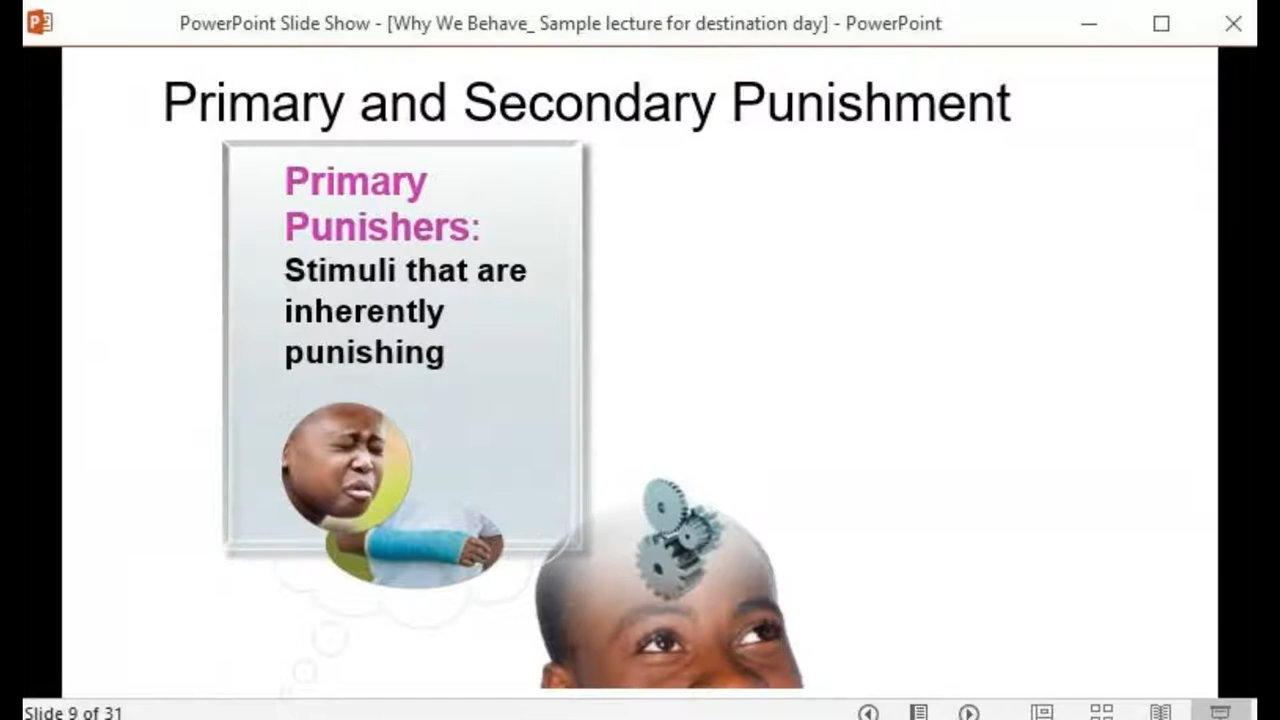 PowerPoint Slide Show - [Why We Behave_ Sample lecture for destination day] - PowerPoint
Primary and Secondary Punishment
Primary
Punishers:
Stimuli that are
inherently
punishing
Slide 9 of 31